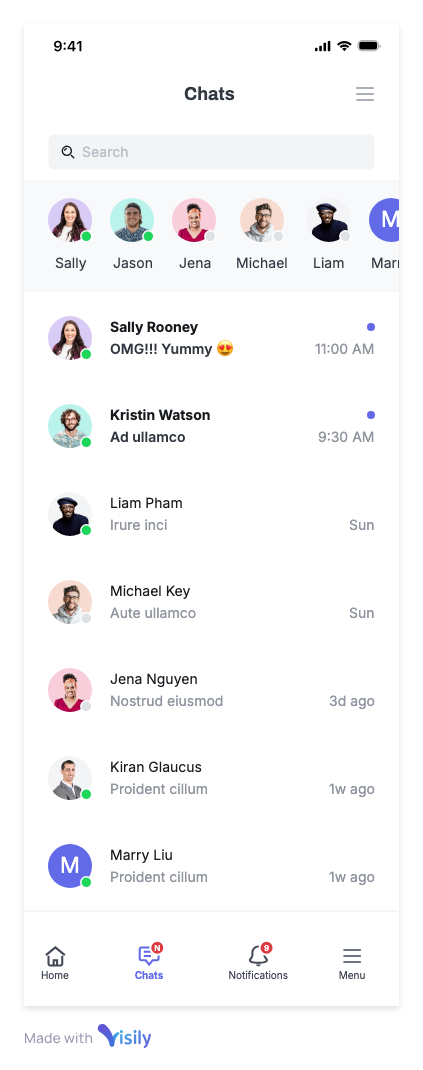 9:41
Chats
Search
M
Sally Jason Jena Michael Liam Marr
Sally Rooney
OMG!!! Yummy 😍 11:00 AM
Kristin Watson
Ad ullamco 9:30 AM
Liam Pham
Irure inci Sun
Michael Key
Aute ullamco Sun
Jena Nguyen
Nostrud eiusmod 3d ago
Kiran Glaucus
Proident cillum 1w ago
M
Marry Liu
Proident cillum 1w ago
N 9
Home Chats Notifications Menu
Made with Visily